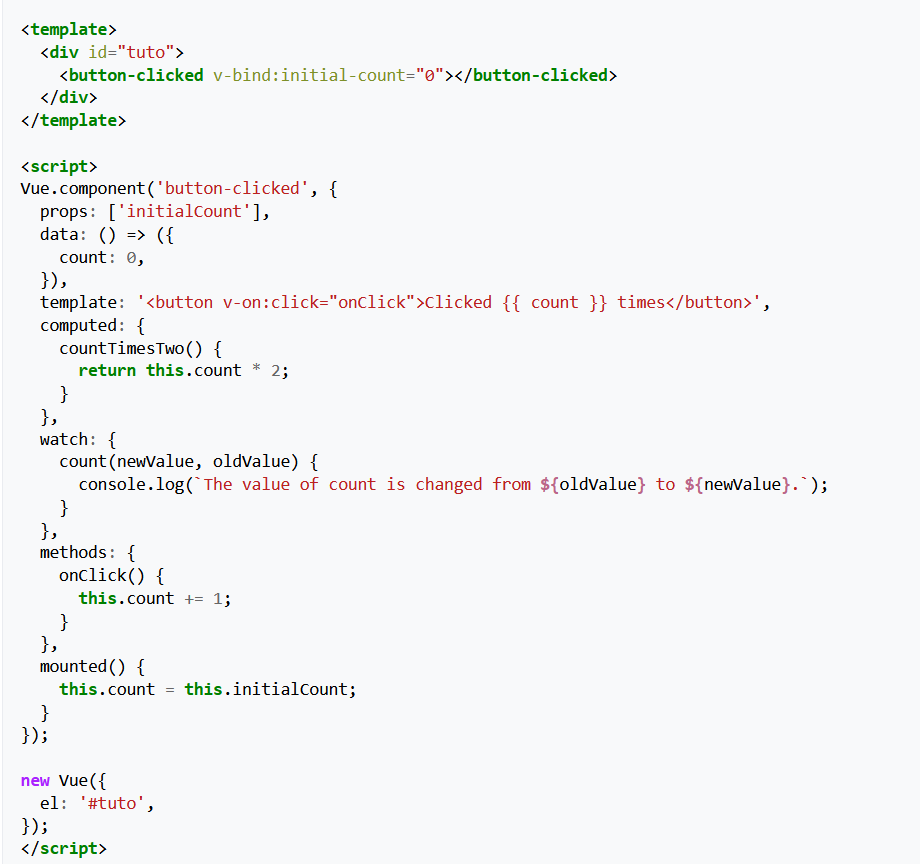 <template>
  <div id="tuto">
    <button-clicked v-bind:initial-count="0"></button-clicked>
  </div>
</template>

<script>
Vue.component('button-clicked', {
  props: ['initialCount'],
  data: () => ({
    count: 0,
  }),
  template: '<button v-on:click="onClick">Clicked {{ count }} times</button>',
  computed: {
    countTimesTwo() {
      return this.count * 2;
    }
  },
  watch: {
    count(newValue, oldValue) {
      console.log(`The value of count is changed from ${oldValue} to ${newValue}.`);
    }
  },
  methods: {
    onClick() {
      this.count += 1;
    }
  },
  mounted() {
    this.count = this.initialCount;
  }
});

new Vue({
  el: '#tuto',
});
</script>